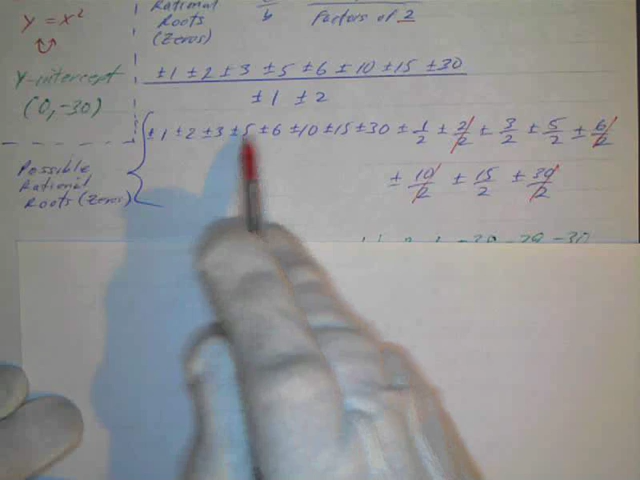 Rational
y = x²
Roots
b
Factors of 2
(Zeros)
Y-intercept
(0,-30)
±1 ±2 ±3 ±5 ±6 ±10 ±15 ±30
±1 ±2
±1 ±2 ±3 ±5 ±6 ±10 ±15 ±30 ±1/2 ±2/2 ±3/2 ±5/2 ±6/2
±10/2 ±15/2 ±30/2
Possible
Rational
Roots (Zeros)